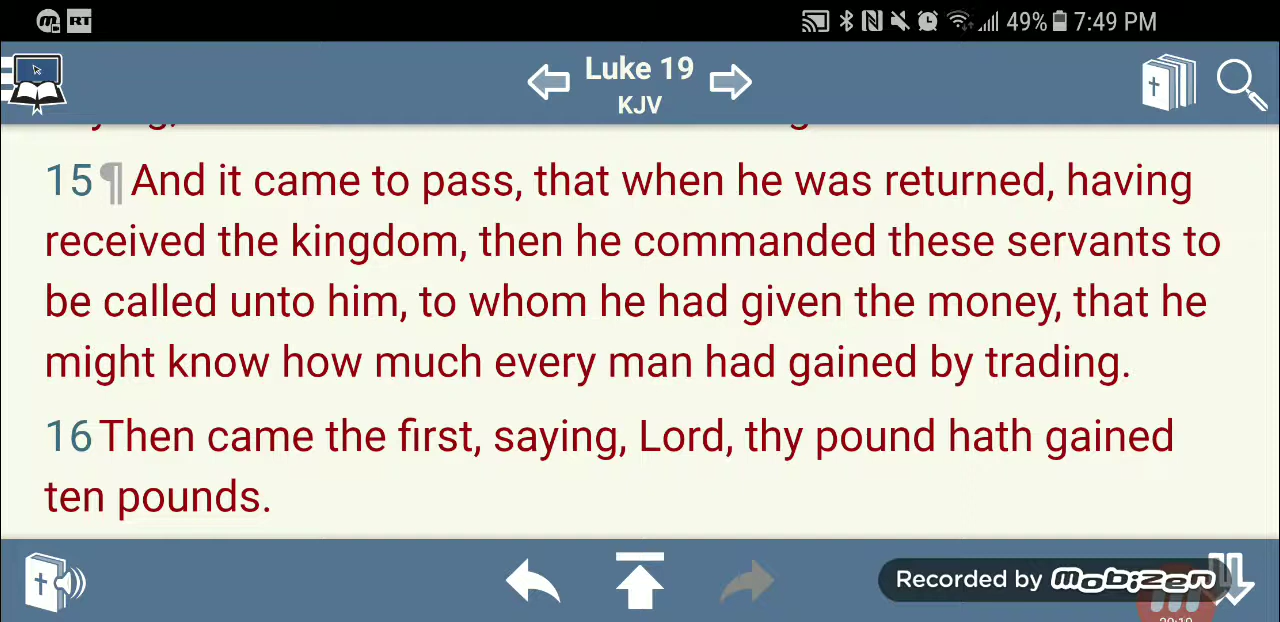 RT 49% 7:49 PM
Luke 19
KJV
15 ¶ And it came to pass, that when he was returned, having
received the kingdom, then he commanded these servants to
be called unto him, to whom he had given the money, that he
might know how much every man had gained by trading.
16 Then came the first, saying, Lord, thy pound hath gained
ten pounds.
Recorded by Mobizen